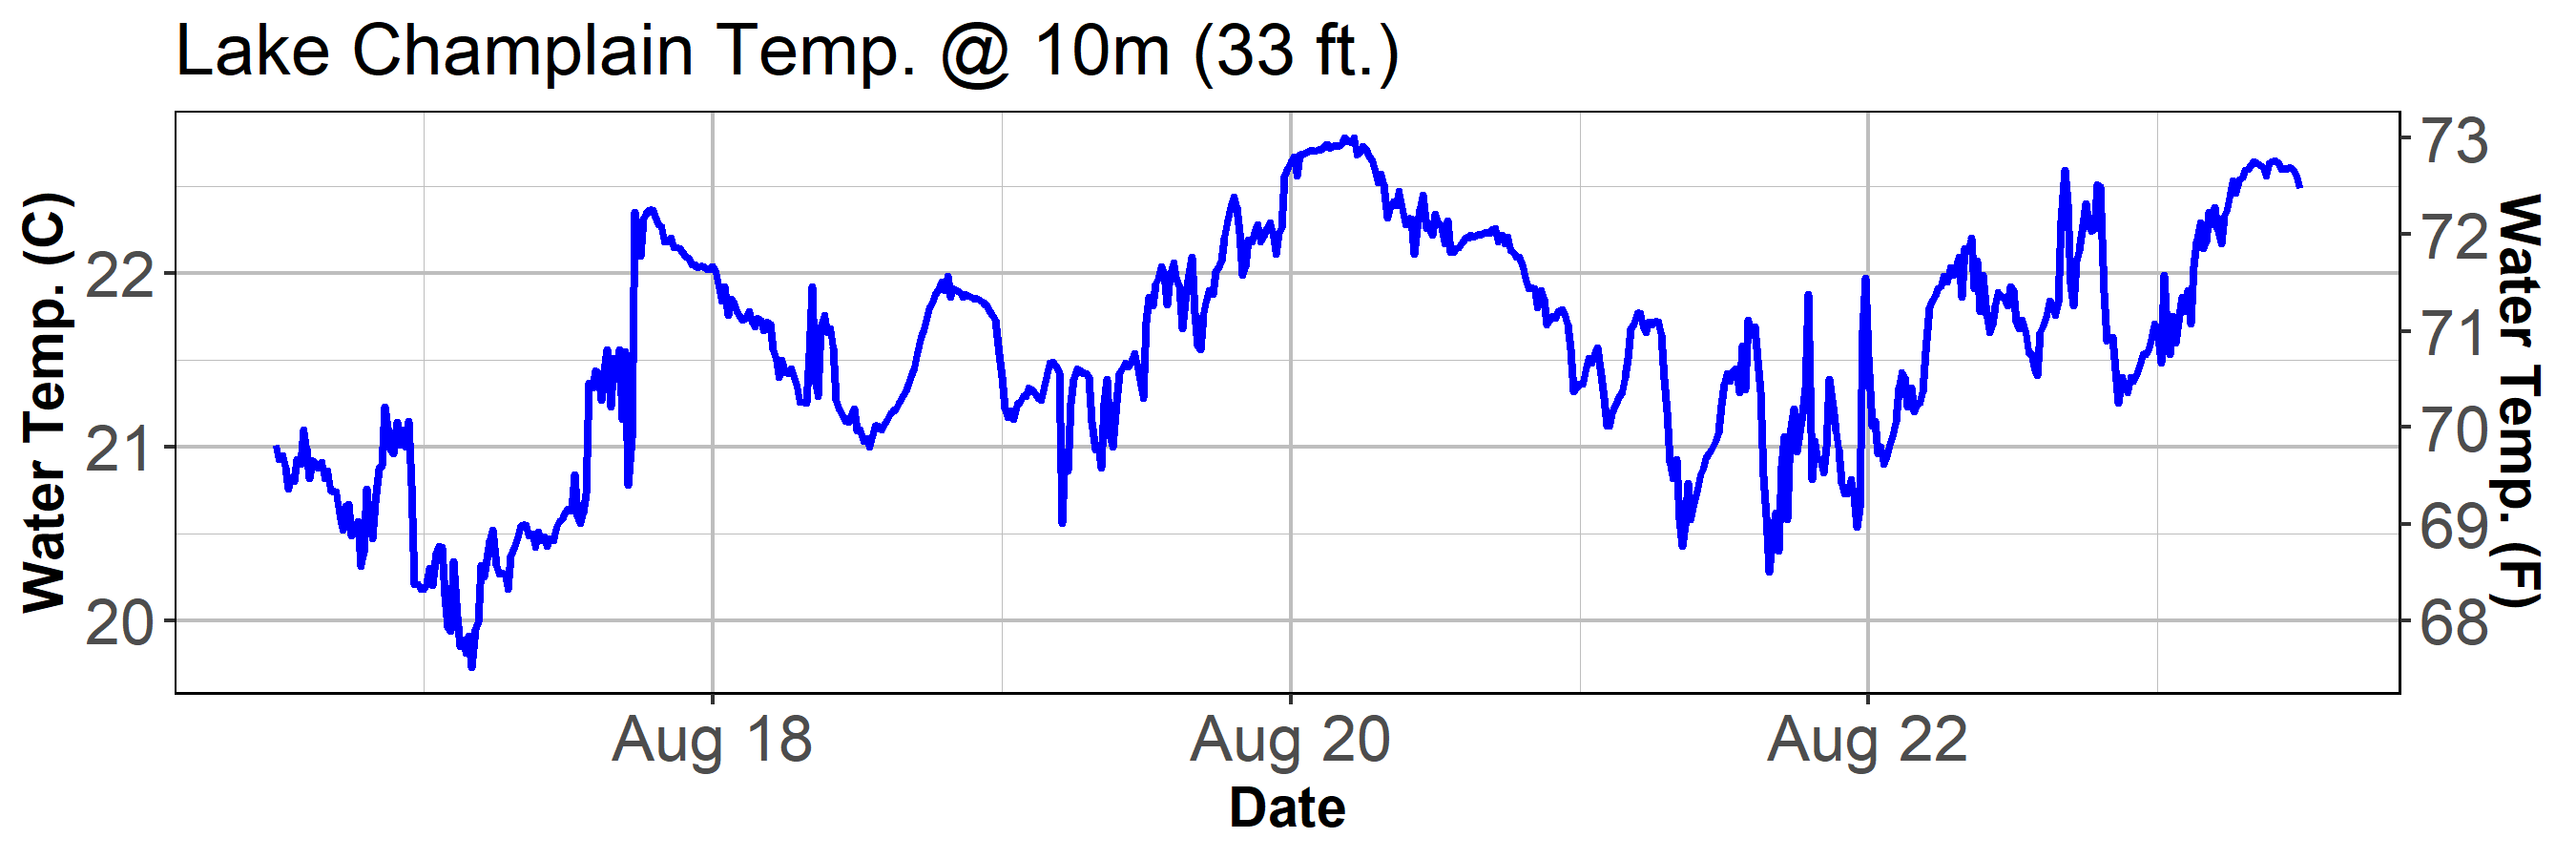 Lake Champlain Temp. @ 10m (33 ft.)
Water Temp. (C)
22
21
20
73
72
71
70
69
68
Water Temp. (F)
Aug 18
Aug 20
Aug 22
Date